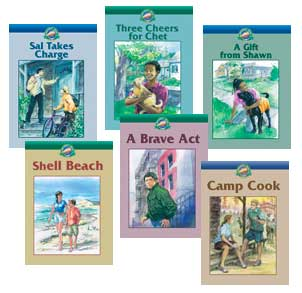 Sal Takes
Charge
Three Cheers
for Chet
A Gift
from Shawn
Shell Beach
A Brave Act
Camp Cook